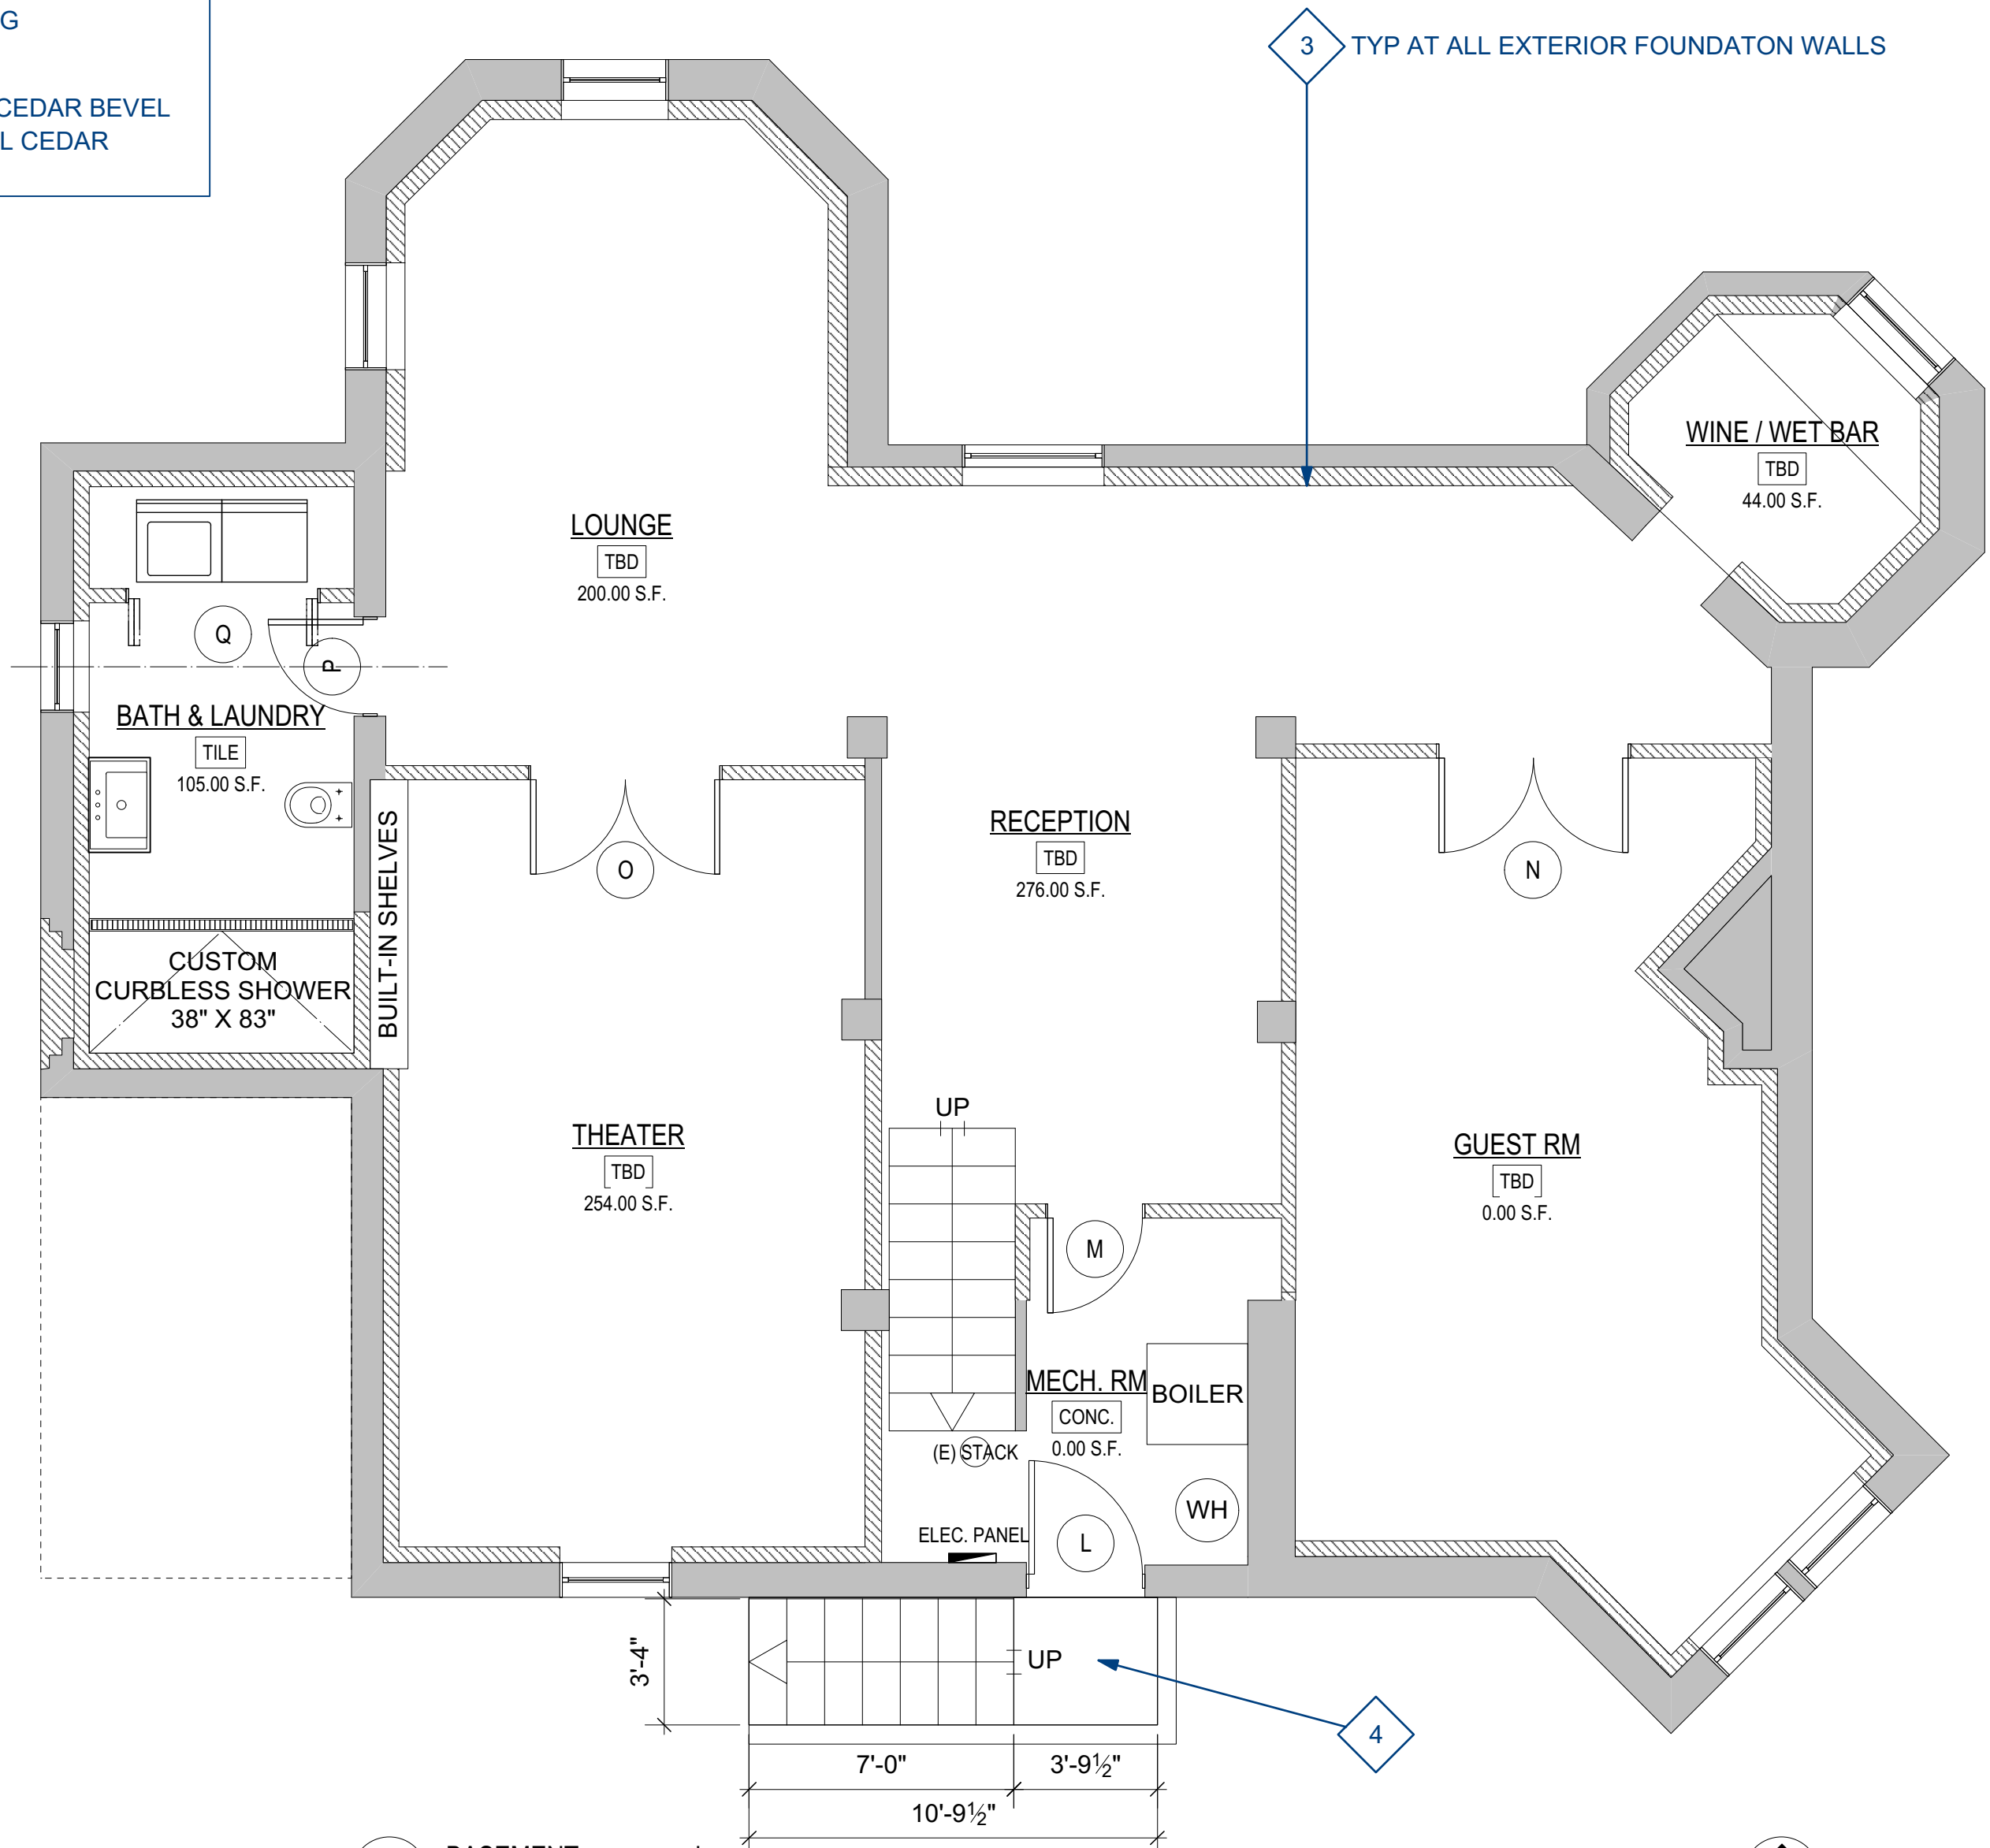 G
CEDAR BEVEL
L CEDAR
3 TYP AT ALL EXTERIOR FOUNDATON WALLS
WINE / WET BAR
TBD
44.00 S.F.
LOUNGE
TBD
200.00 S.F.
Q
P
BATH & LAUNDRY
TILE
105.00 S.F.
BUILT-IN SHELVES
CUSTOM
CURBLESS SHOWER
38" X 83"
O
RECEPTION
TBD
276.00 S.F.
N
UP
THEATER
TBD
254.00 S.F.
GUEST RM
TBD
0.00 S.F.
M
MECH. RM
CONC.
0.00 S.F.
BOILER
(E) STACK
WH
ELEC. PANEL
L
3'-4"
UP
4
7'-0"
3'-9½"
10'-9½"
BASEMENT